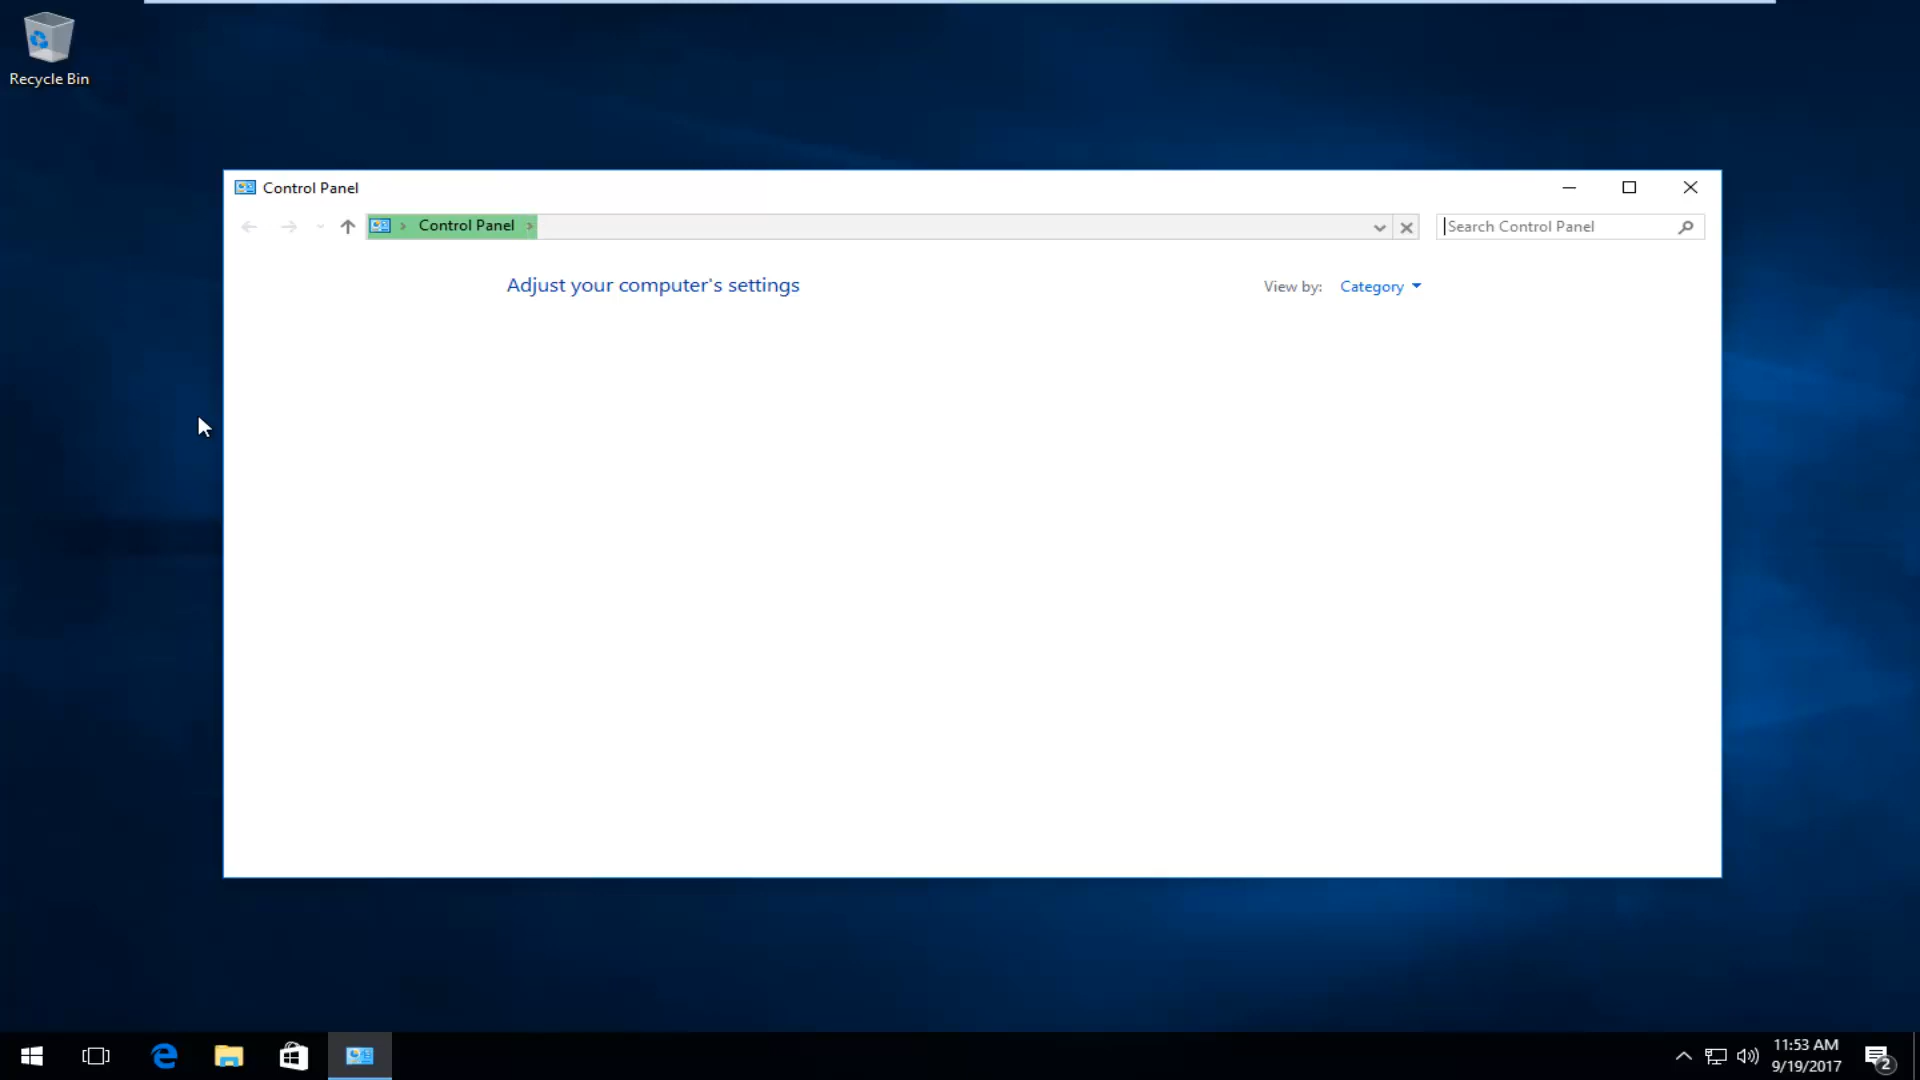 Recycle Bin
Control Panel
Control Panel
Search Control Panel
Adjust your computer's settings
View by: Category
11:53 AM
9/19/2017
2